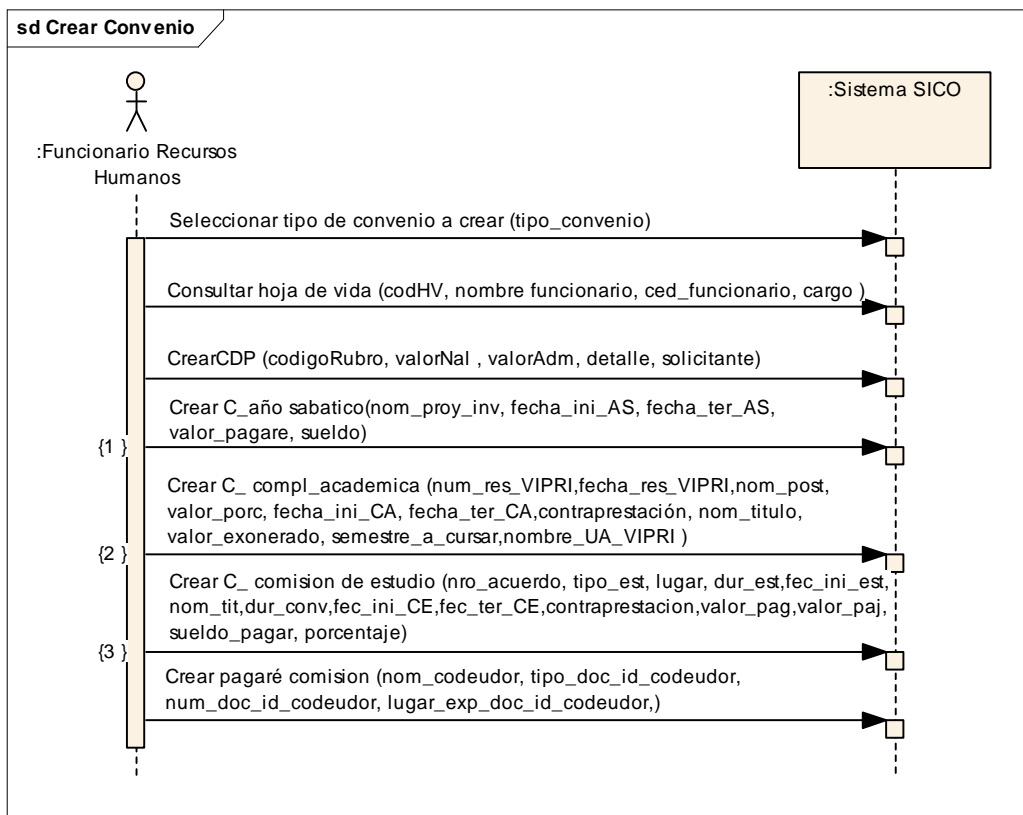 sd Crear Convenio
:Funcionario Recursos
Humanos
:Sistema SICO
Seleccionar tipo de convenio a crear (tipo_convenio)
Consultar hoja de vida (codHV, nombre funcionario, ced_funcionario, cargo )
CrearCDP (codigoRubro, valorNal , valorAdm, detalle, solicitante)
Crear C_año sabatico(nom_proy_inv, fecha_ini_AS, fecha_ter_AS,
valor_pagare, sueldo)
{1 }
Crear C_ compl_academica (num_res_VIPRI,fecha_res_VIPRI,nom_post,
valor_porc, fecha_ini_CA, fecha_ter_CA,contraprestación, nom_titulo,
valor_exonerado, semestre_a_cursar,nombre_UA_VIPRI )
{2 }
Crear C_ comision de estudio (nro_acuerdo, tipo_est, lugar, dur_est,fec_ini_est,
nom_tit,dur_conv,fec_ini_CE,fec_ter_CE,contraprestacion,valor_pag,valor_paj,
sueldo_pagar, porcentaje)
{3 }
Crear pagaré comision (nom_codeudor, tipo_doc_id_codeudor,
num_doc_id_codeudor, lugar_exp_doc_id_codeudor,)